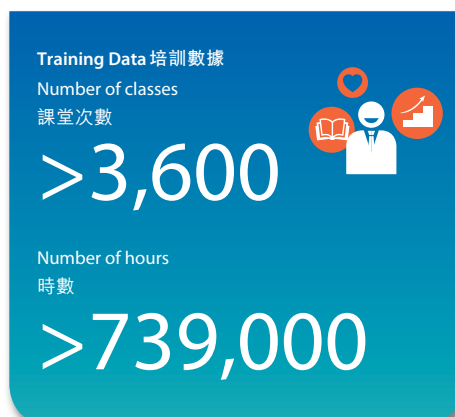 Training Data 培訓數據
Number of classes
課堂次數
>3,600
Number of hours
時數
>739,000